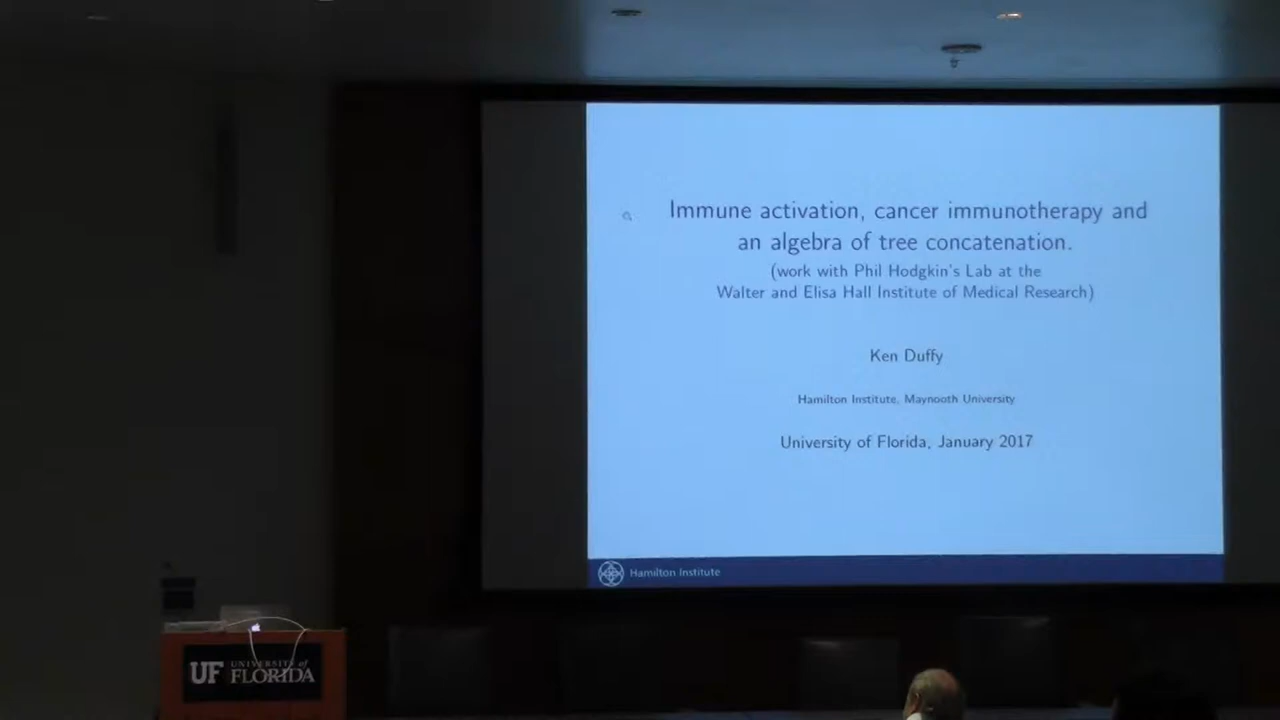 Immune activation, cancer immunotherapy and
an algebra of tree concatenation.
(work with Phil Hodgkin's Lab at the
Walter and Elisa Hall Institute of Medical Research)
Ken Duffy
Hamilton Institute, Maynooth University
University of Florida, January 2017
Hamilton Institute
UF UNIVERSITY of
FLORIDA